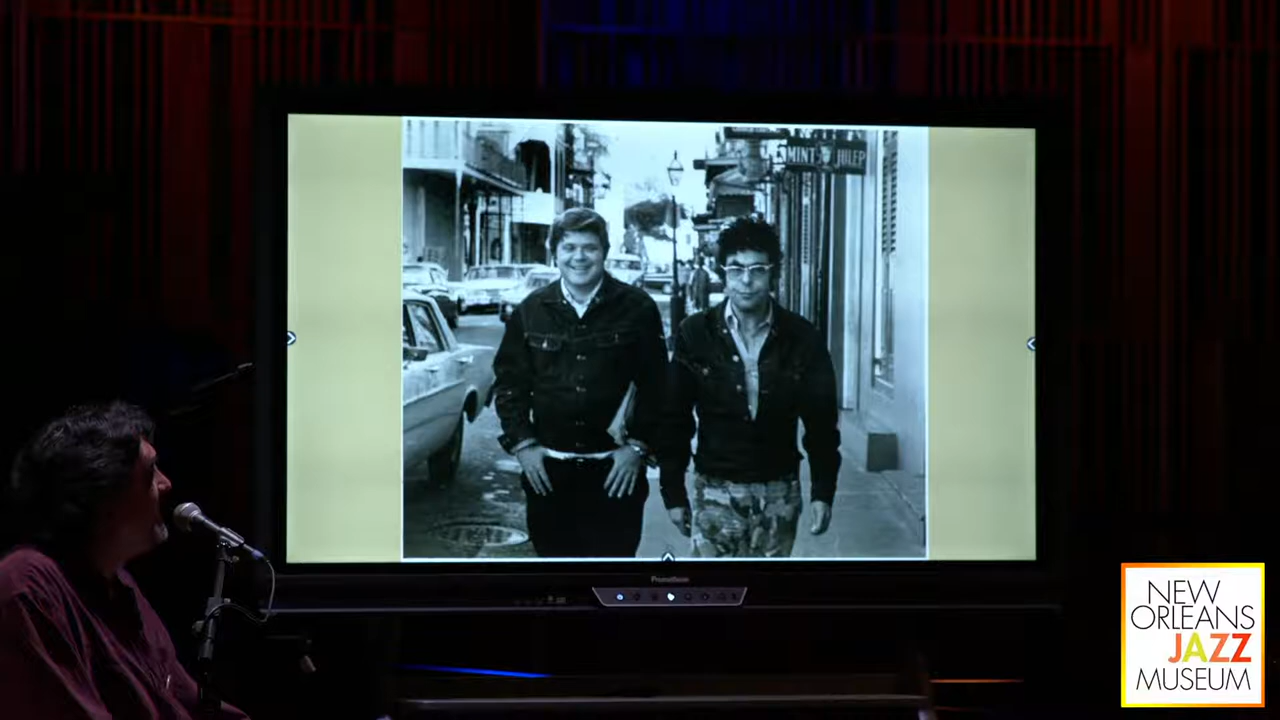 MINT JULEP
Promethean
NEW
ORLEANS
JAZZ
MUSEUM